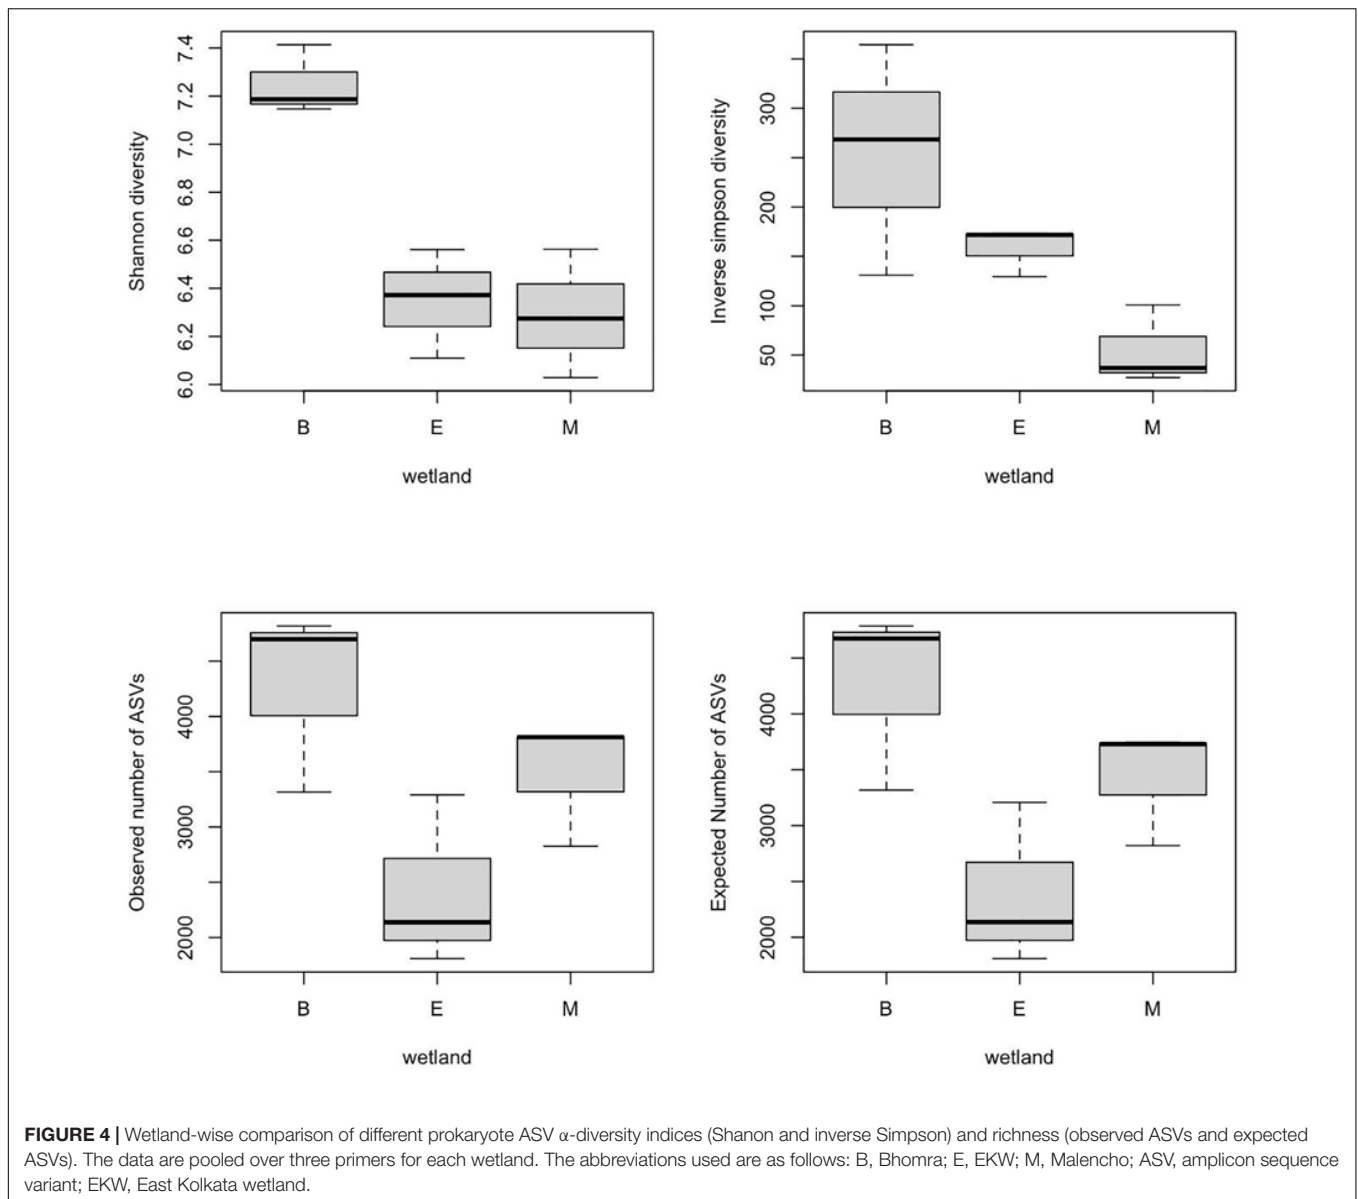 Shannon diversity
7.4
7.2
7.0
6.8
6.6
6.4
6.2
6.0
B E M
wetland
Inverse simpson diversity
300
200
100
50
B E M
wetland
Observed number of ASVs
4000
3000
2000
B E M
wetland
Expected Number of ASVs
4000
3000
2000
B E M
wetland
FIGURE 4 | Wetland-wise comparison of different prokaryote ASV α-diversity indices (Shanon and inverse Simpson) and richness (observed ASVs and expected
ASVs). The data are pooled over three primers for each wetland. The abbreviations used are as follows: B, Bhomra; E, EKW; M, Malencho; ASV, amplicon sequence
variant; EKW, East Kolkata wetland.